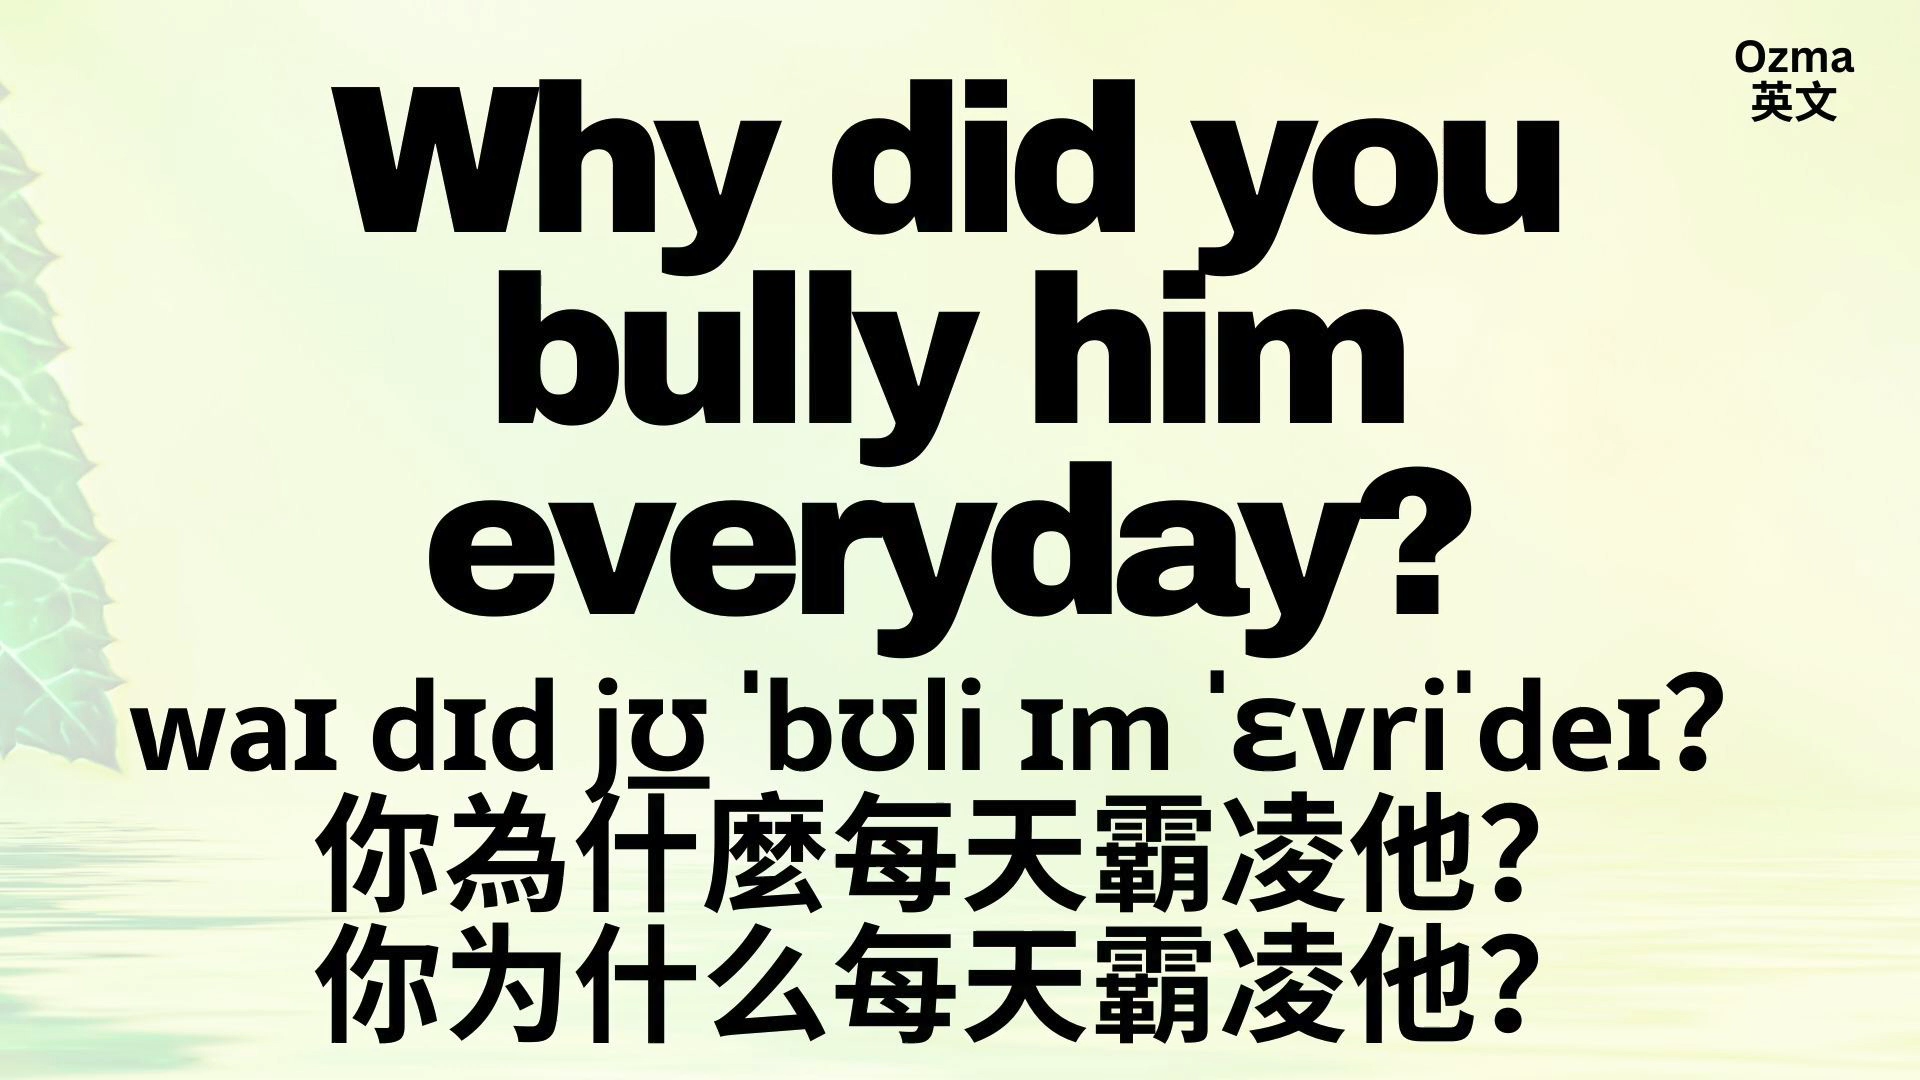 Ozma
英文
Why did you
bully him
everyday?
waɪ dɪd jʊ ˈbʊli ɪm ˈɛvriˈdeɪ?
你為什麼每天霸凌他?
你为什么每天霸凌他?